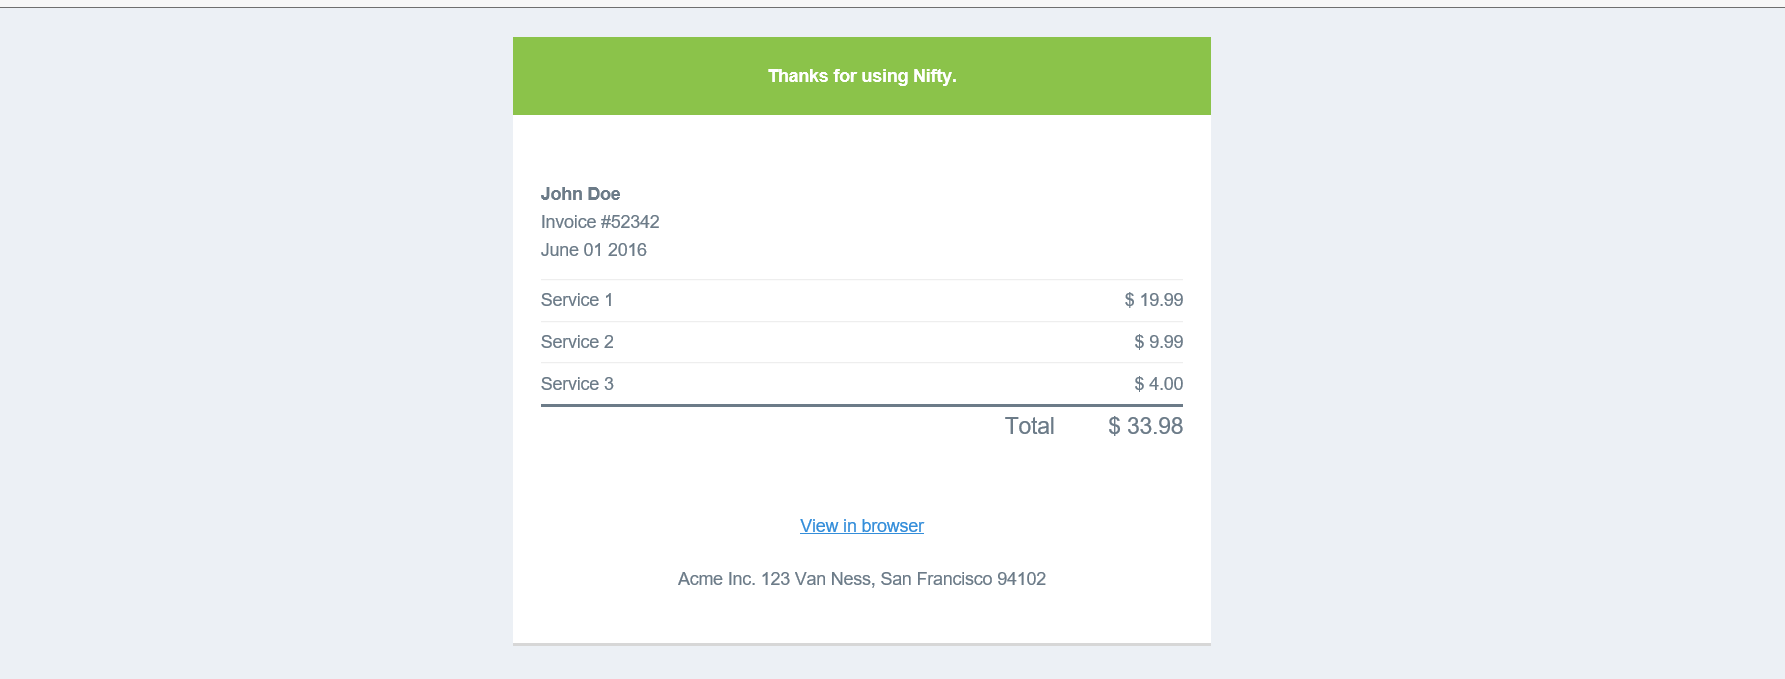 Thanks for using Nifty.
John Doe
Invoice #52342
June 01 2016
Service 1 $ 19.99
Service 2 $ 9.99
Service 3 $ 4.00
Total $ 33.98
View in browser
Acme Inc. 123 Van Ness, San Francisco 94102